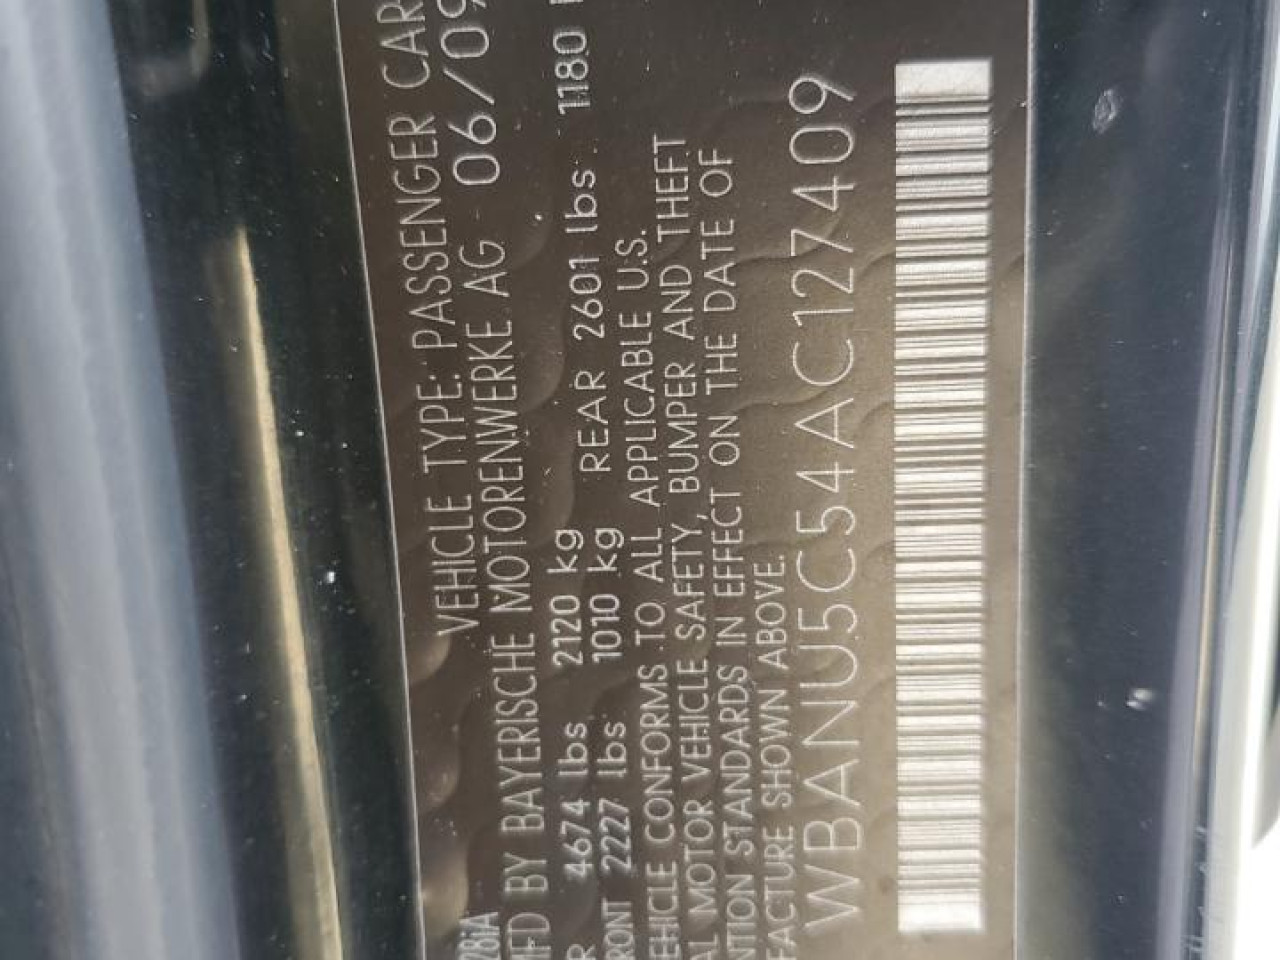 VEHICLE TYPE: PASSENGER CAR
28iA
MFD BY BAYERISCHE MOTORENWERKE AG 06/09
R 4674 lbs 2120 kg
FRONT 2227 lbs 1010 kg REAR 2601 lbs 1180
VEHICLE CONFORMS TO ALL APPLICABLE U.S.
AL MOTOR VEHICLE SAFETY, BUMPER AND THEFT
NTION STANDARDS IN EFFECT ON THE DATE OF
FACTURE SHOWN ABOVE.
WBANU5C54AC127409